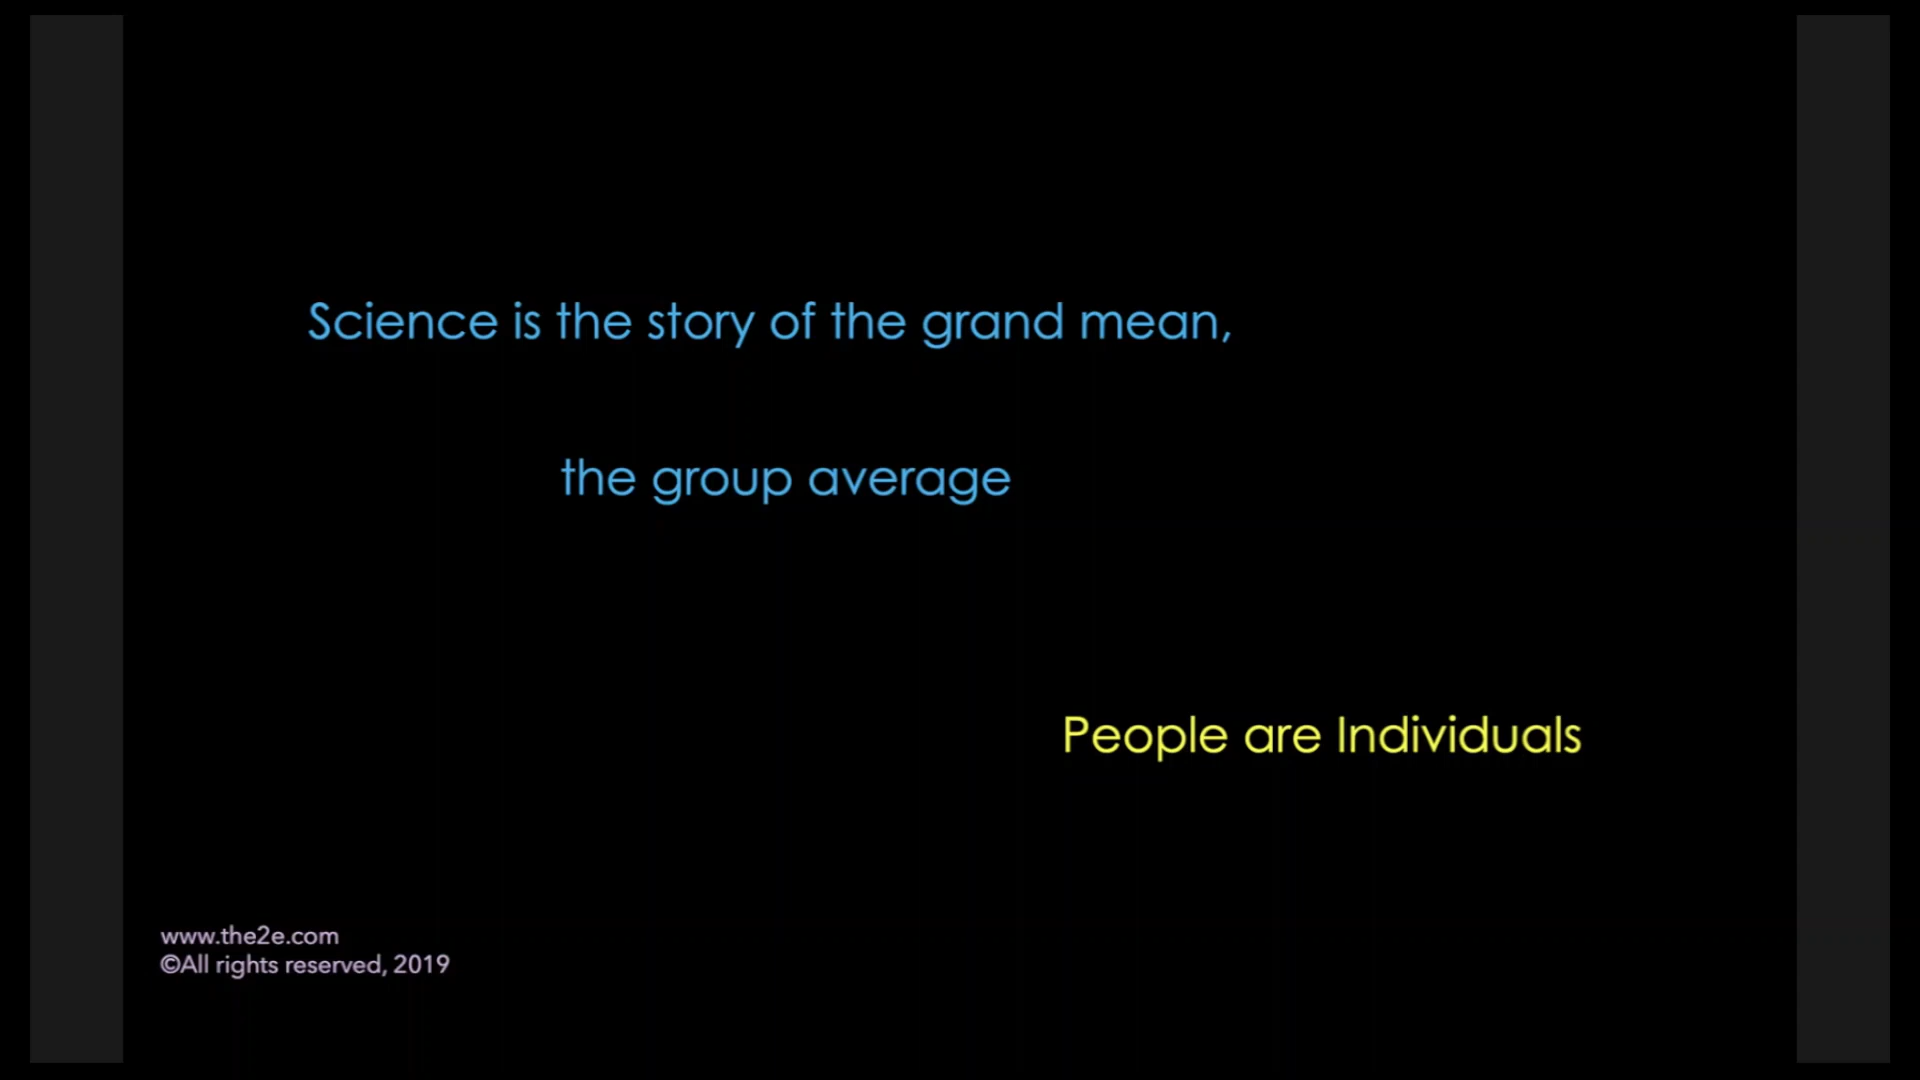 Science is the story of the grand mean,
the group average
People are Individuals
www.the2e.com
©All rights reserved, 2019